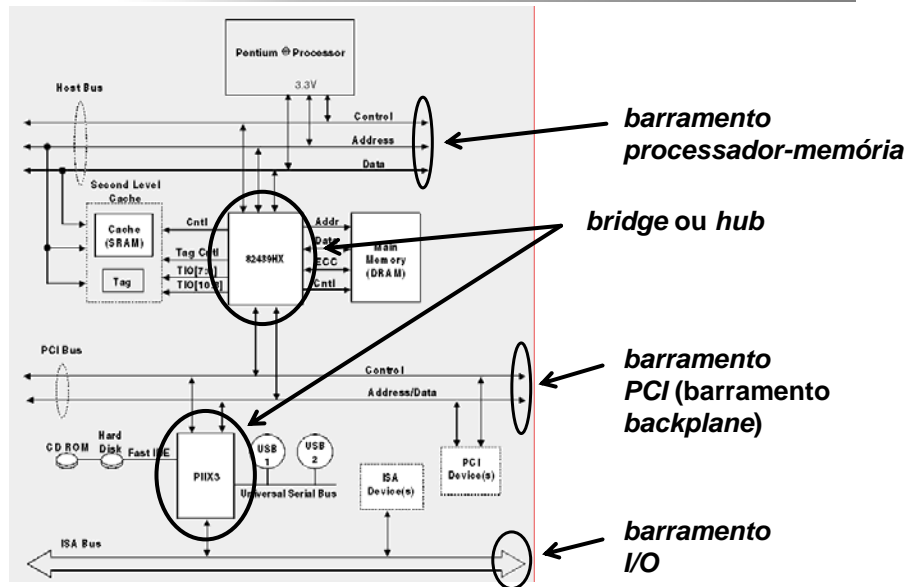 Pentium ® Processor
3.3V
Host Bus
Control
Address
Data
barramento
processador-memória
Second Level
Cache
Cache
(SRAM)
Tag
Cntl
Tag Cntl
82439HX
Addr
Data
ECC
Cntl
Main
Memory
(DRAM)
bridge ou hub
PCI Bus
Control
Address/Data
barramento
PCI (barramento
backplane)
CD ROM
Hard
Disk
Fast IDE
PIIX3
USB
1
USB
2
Universal Serial Bus
ISA
Device(s)
PCI
Device(s)
ISA Bus
barramento
I/O